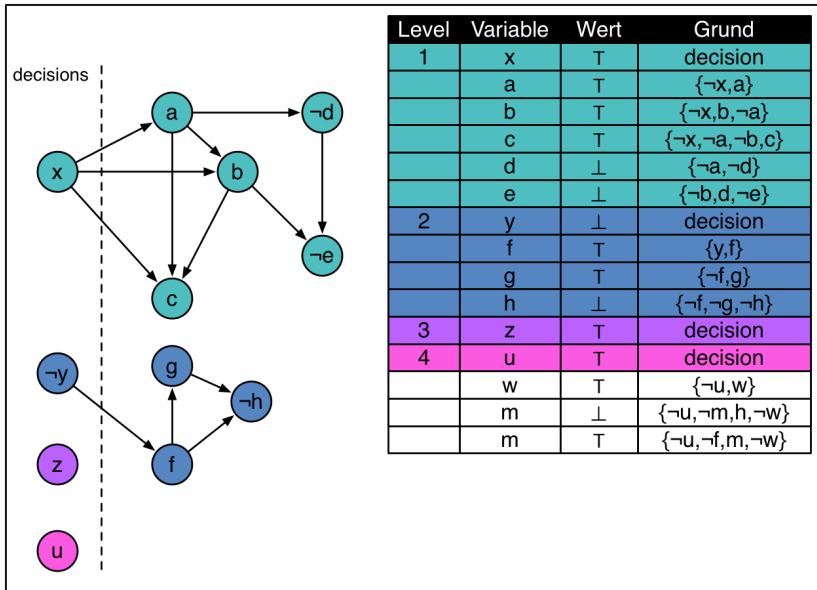 decisions
a
¬d
x
b
¬e
c
¬y
g
¬h
z
f
u
Level Variable Wert Grund
1 x ⊤ decision
a ⊤ {¬x,a}
b ⊤ {¬x,b,¬a}
c ⊤ {¬x,¬a,¬b,c}
d ⊥ {¬a,¬d}
e ⊥ {¬b,d,¬e}
2 y ⊥ decision
f ⊤ {y,f}
g ⊤ {¬f,g}
h ⊥ {¬f,¬g,¬h}
3 z ⊤ decision
4 u ⊤ decision
w ⊤ {¬u,w}
m ⊥ {¬u,¬m,h,¬w}
m ⊤ {¬u,¬f,m,¬w}